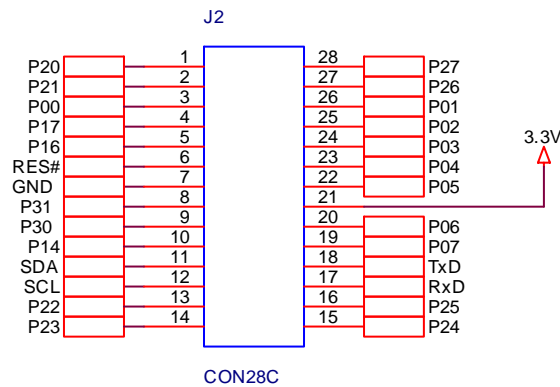 J2
P20 1 28 P27
P21 2 27 P26
P00 3 26 P01
P17 4 25 P02
P16 5 24 P03
RES# 6 23 P04
GND 7 22 P05
P31 8 21 3.3V
P30 9 20 P06
P14 10 19 P07
SDA 11 18 TxD
SCL 12 17 RxD
P22 13 16 P25
P23 14 15 P24
CON28C